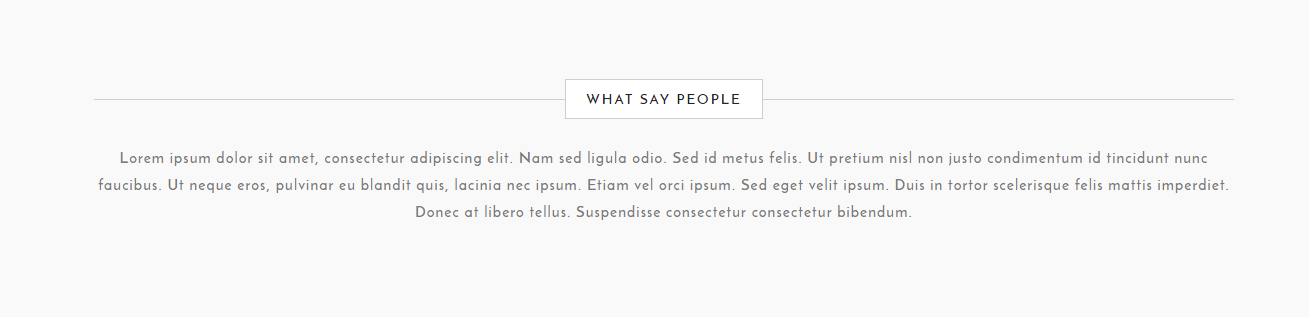 WHAT SAY PEOPLE
Lorem ipsum dolor sit amet, consectetur adipiscing elit. Nam sed ligula odio. Sed id metus felis. Ut pretium nisl non justo condimentum id tincidunt nunc
faucibus. Ut neque eros, pulvinar eu blandit quis, lacinia nec ipsum. Etiam vel orci ipsum. Sed eget velit ipsum. Duis in tortor scelerisque felis mattis imperdiet.
Donec at libero tellus. Suspendisse consectetur consectetur bibendum.